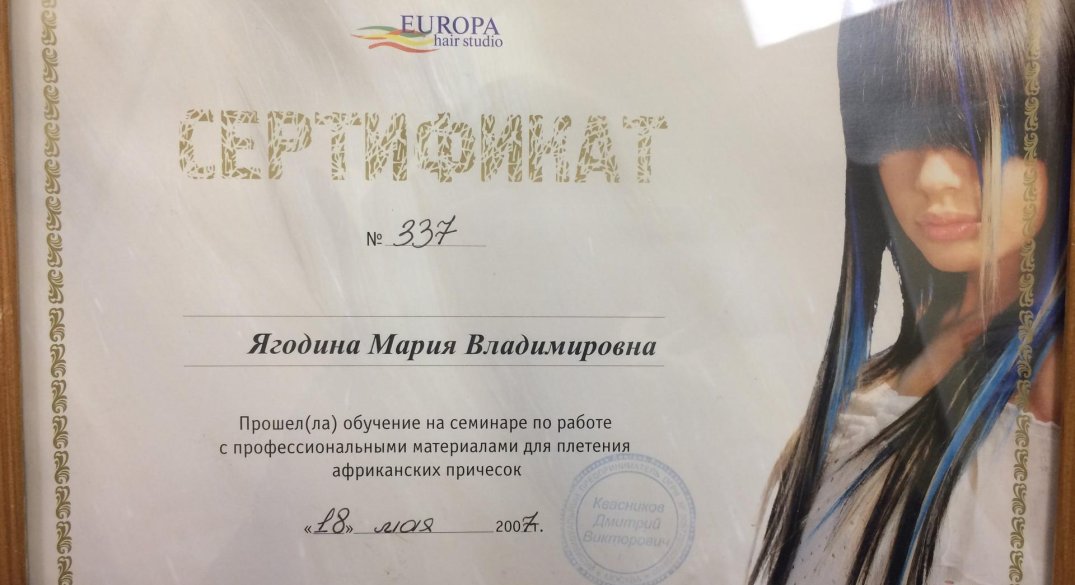 EUROPA
hair studio
СЕРТИФИКАТ
№ 337
Ягодина Мария Владимировна
Прошел(ла) обучение на семинаре по работе
с профессиональными материалами для плетения
африканских причесок
«18» мая 2007г.
Квасников
Дмитрий
Викторович